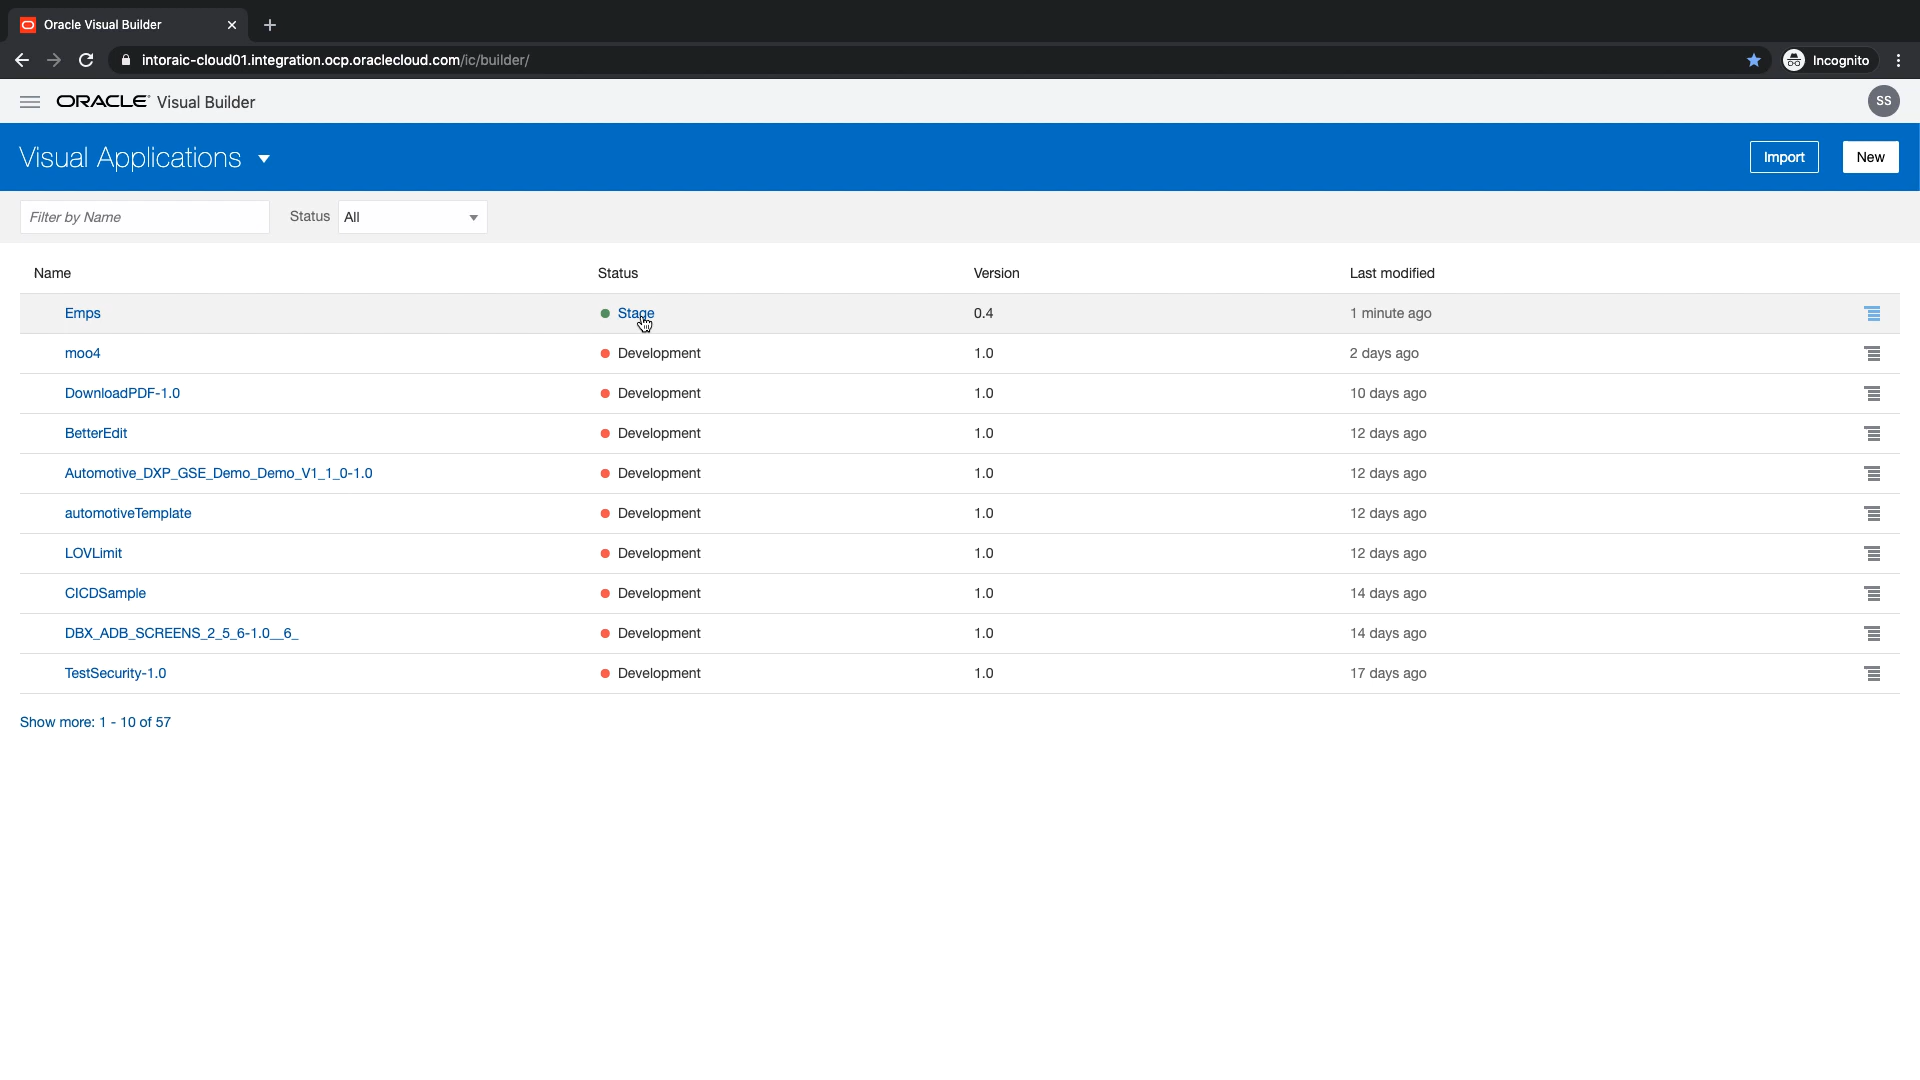 Oracle Visual Builder
intoraic-cloud01.integration.ocp.oraclecloud.com/ic/builder/
Incognito
ORACLE Visual Builder
SS
Visual Applications
Import
New
Filter by Name
Status
All
Name Status Version Last modified
Emps Stage 0.4 1 minute ago
moo4 Development 1.0 2 days ago
DownloadPDF-1.0 Development 1.0 10 days ago
BetterEdit Development 1.0 12 days ago
Automotive_DXP_GSE_Demo_Demo_V1_1_0-1.0 Development 1.0 12 days ago
automotiveTemplate Development 1.0 12 days ago
LOVLimit Development 1.0 12 days ago
CICDSample Development 1.0 14 days ago
DBX_ADB_SCREENS_2_5_6-1.0__6_ Development 1.0 14 days ago
TestSecurity-1.0 Development 1.0 17 days ago
Show more: 1 - 10 of 57